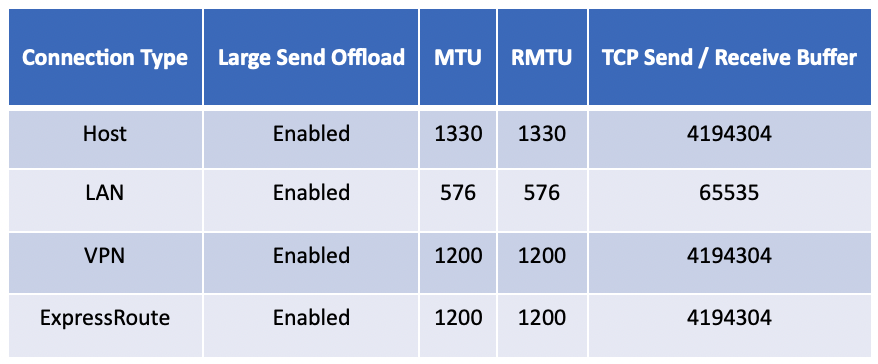 Connection Type Large Send Offload MTU RMTU TCP Send / Receive Buffer
Host Enabled 1330 1330 4194304
LAN Enabled 576 576 65535
VPN Enabled 1200 1200 4194304
ExpressRoute Enabled 1200 1200 4194304